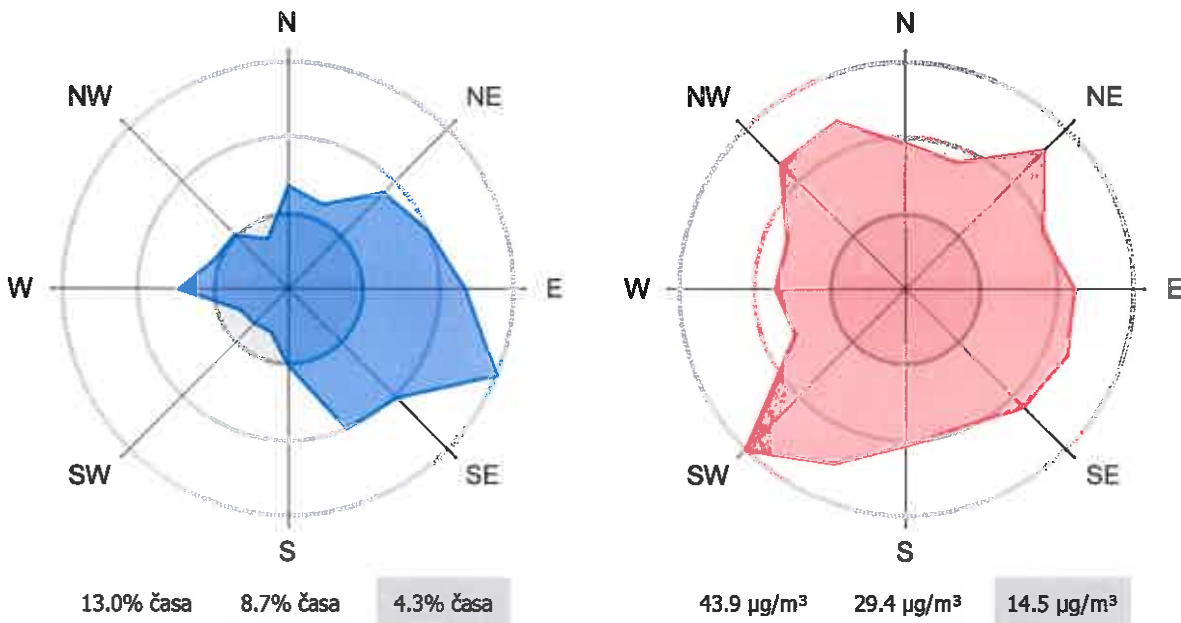 N
NW
NE
W
E
SW
SE
S
13.0% časa 8.7% časa 4.3% časa
N
NW
NE
W
E
SW
SE
S
43.9 µg/m³ 29.4 µg/m³ 14.5 µg/m³